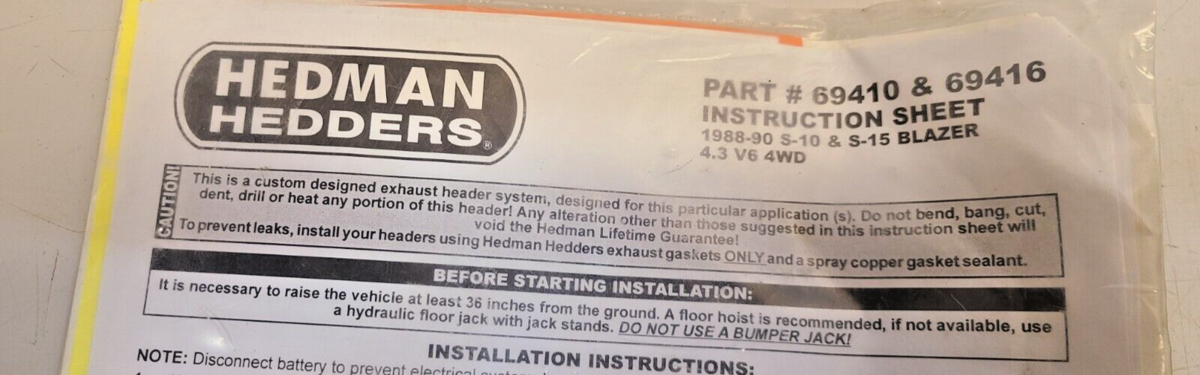 HEDMAN
HEDDERS®
PART # 69410 & 69416
INSTRUCTION SHEET
1988-90 S-10 & S-15 BLAZER
4.3 V6 4WD
CAUTION!
This is a custom designed exhaust header system, designed for this particular application (s). Do not bend, bang, cut,
dent, drill or heat any portion of this header! Any alteration other than those suggested in this instruction sheet will
void the Hedman Lifetime Guarantee!
To prevent leaks, install your headers using Hedman Hedders exhaust gaskets ONLY and a spray copper gasket sealant.
BEFORE STARTING INSTALLATION:
It is necessary to raise the vehicle at least 36 inches from the ground. A floor hoist is recommended, if not available, use
a hydraulic floor jack with jack stands. DO NOT USE A BUMPER JACK!
INSTALLATION INSTRUCTIONS:
NOTE: Disconnect battery to prevent electrical